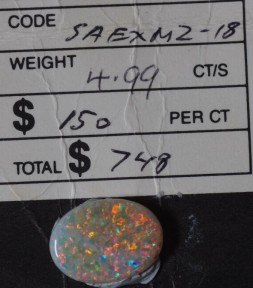 CODE SAEXMZ-18
WEIGHT 4.99 CT/S
$ 150 PER CT
TOTAL $ 748